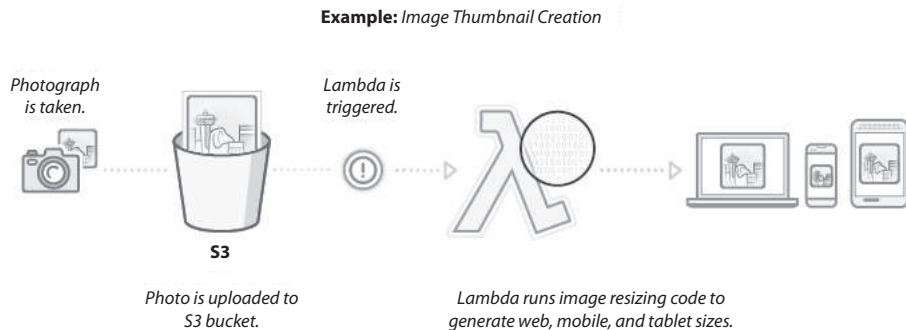 Example: Image Thumbnail Creation
Photograph
is taken.
Lambda is
triggered.
S3
Photo is uploaded to
S3 bucket.
Lambda runs image resizing code to
generate web, mobile, and tablet sizes.